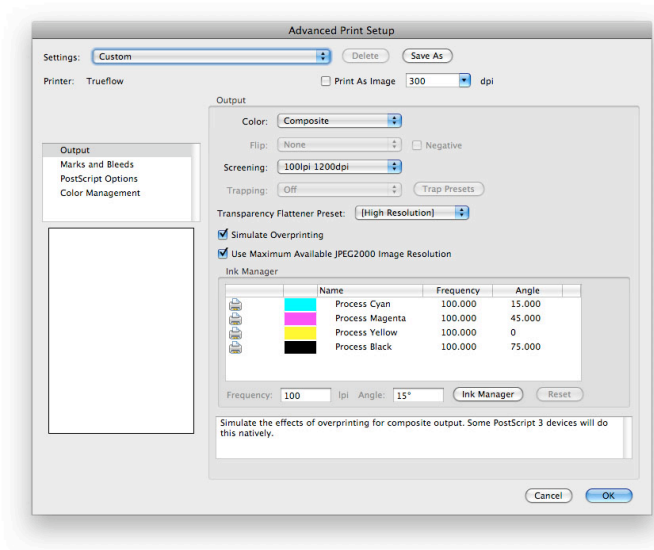 Advanced Print Setup
Settings: Custom Delete Save As
Printer: Trueflow Print As Image 300 dpi
Output
Color: Composite
Flip: None Negative
Screening: 100lpi 1200dpi
Trapping: Off Trap Presets
Transparency Flattener Preset: [High Resolution]
Simulate Overprinting
Use Maximum Available JPEG2000 Image Resolution
Output
Marks and Bleeds
PostScript Options
Color Management
Ink Manager
Name Frequency Angle
Process Cyan 100.000 15.000
Process Magenta 100.000 45.000
Process Yellow 100.000 0
Process Black 100.000 75.000
Frequency: 100 lpi Angle: 15° Ink Manager Reset
Simulate the effects of overprinting for composite output. Some PostScript 3 devices will do
this natively.
Cancel OK